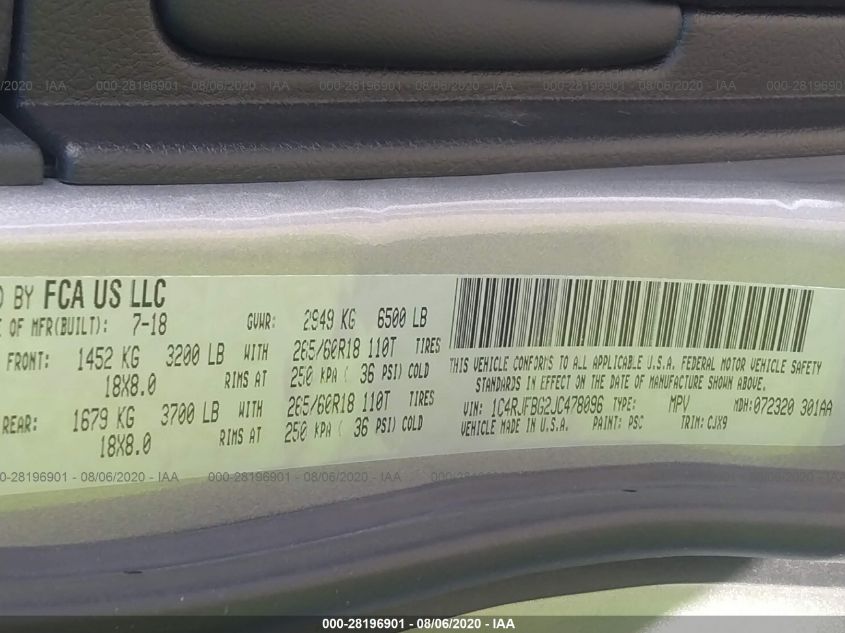 /2020 - IAA 000-28196901 - 08/06/2020 - IAA 000-28196901 - 08/06/2020 - IAA 000-28196901 - 08/06/
BY FCA US LLC
OF MFR(BUILT): 7-18 GVWR: 2949 KG 6500 LB
FRONT: 1452 KG 3200 LB WITH 265/60R18 110T TIRES
18X8.0 RIMS AT 250 KPA ( 36 PSI) COLD
REAR: 1679 KG 3700 LB WITH 265/60R18 110T TIRES
18X8.0 RIMS AT 250 KPA ( 36 PSI) COLD
THIS VEHICLE CONFORMS TO ALL APPLICABLE U.S.A. FEDERAL MOTOR VEHICLE SAFETY
STANDARDS IN EFFECT ON THE DATE OF MANUFACTURE SHOWN ABOVE.
VIN: 1C4RJFBG2JC478096 TYPE: MPV MDH: 072320 301AA
VEHICLE MADE IN U.S.A. PAINT: PSC TRIM: CJX9
000-28196901 - 08/06/2020 - IAA 000-28196901 - 08/06/2020 - IAA
000-28196901 - 08/06/2020 - IAA